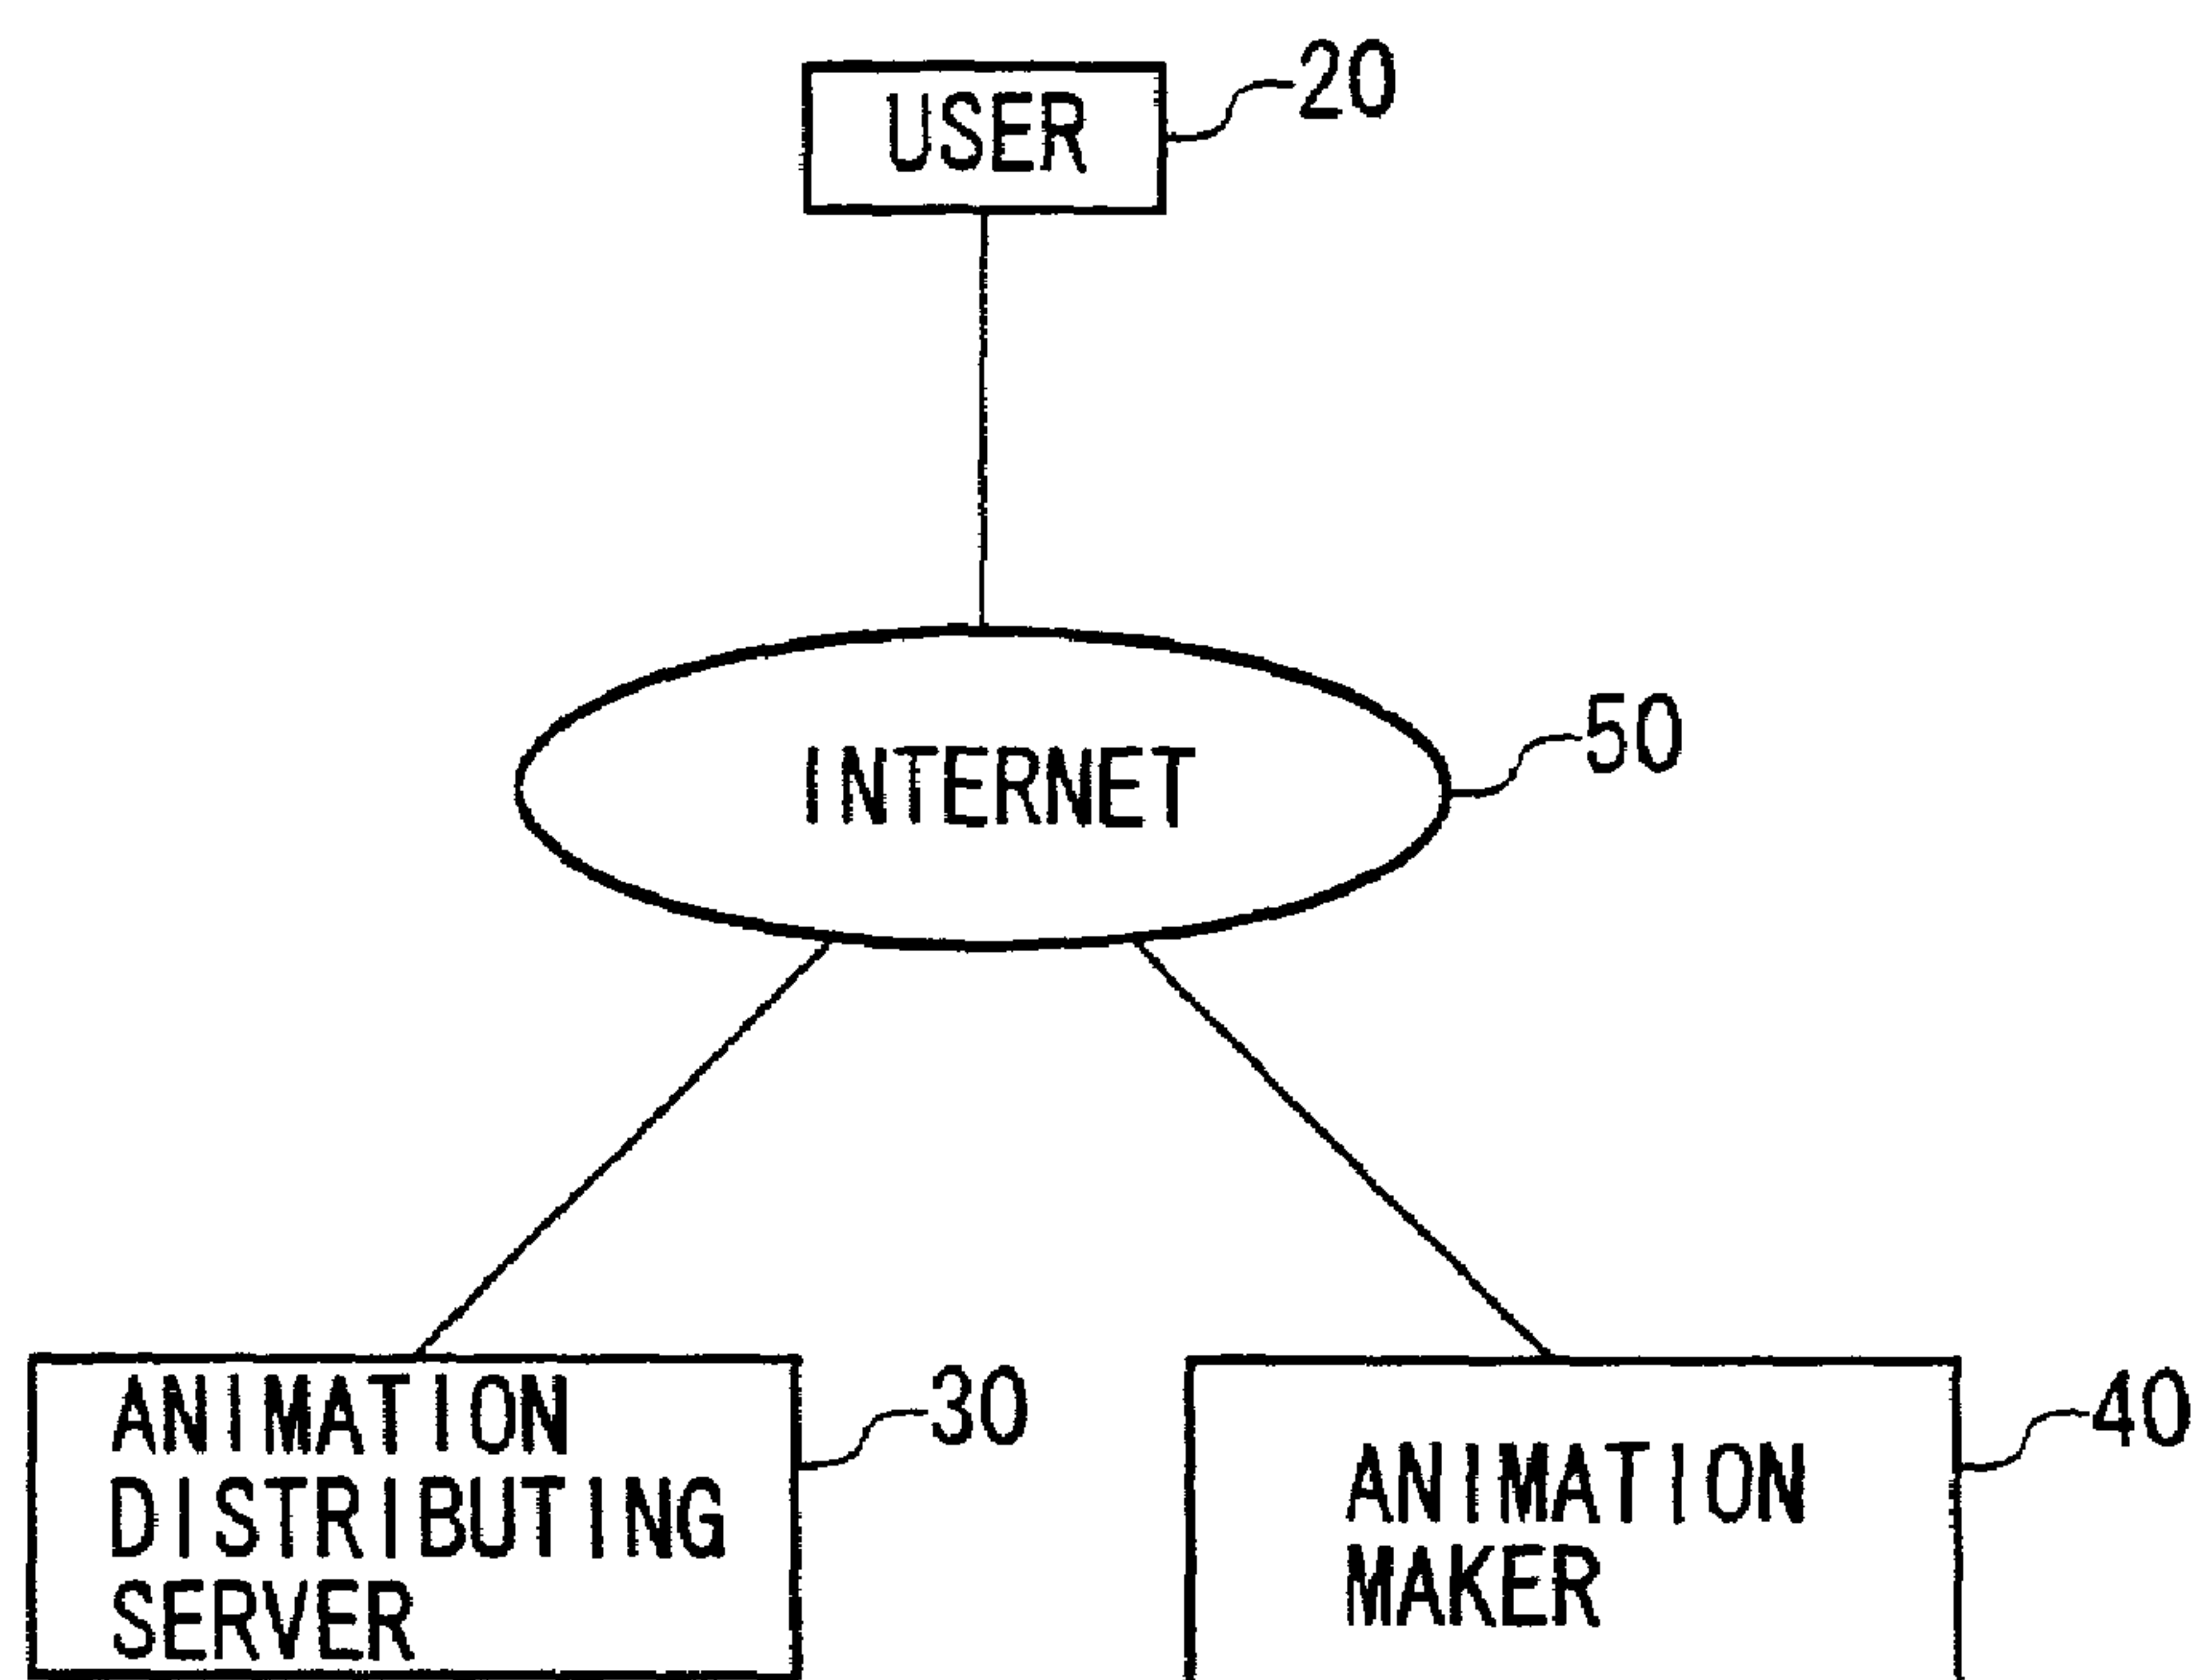 USER
20
INTERNET
50
ANIMATION
DISTRIBUTING
SERVER
30
ANIMATION
MAKER
40